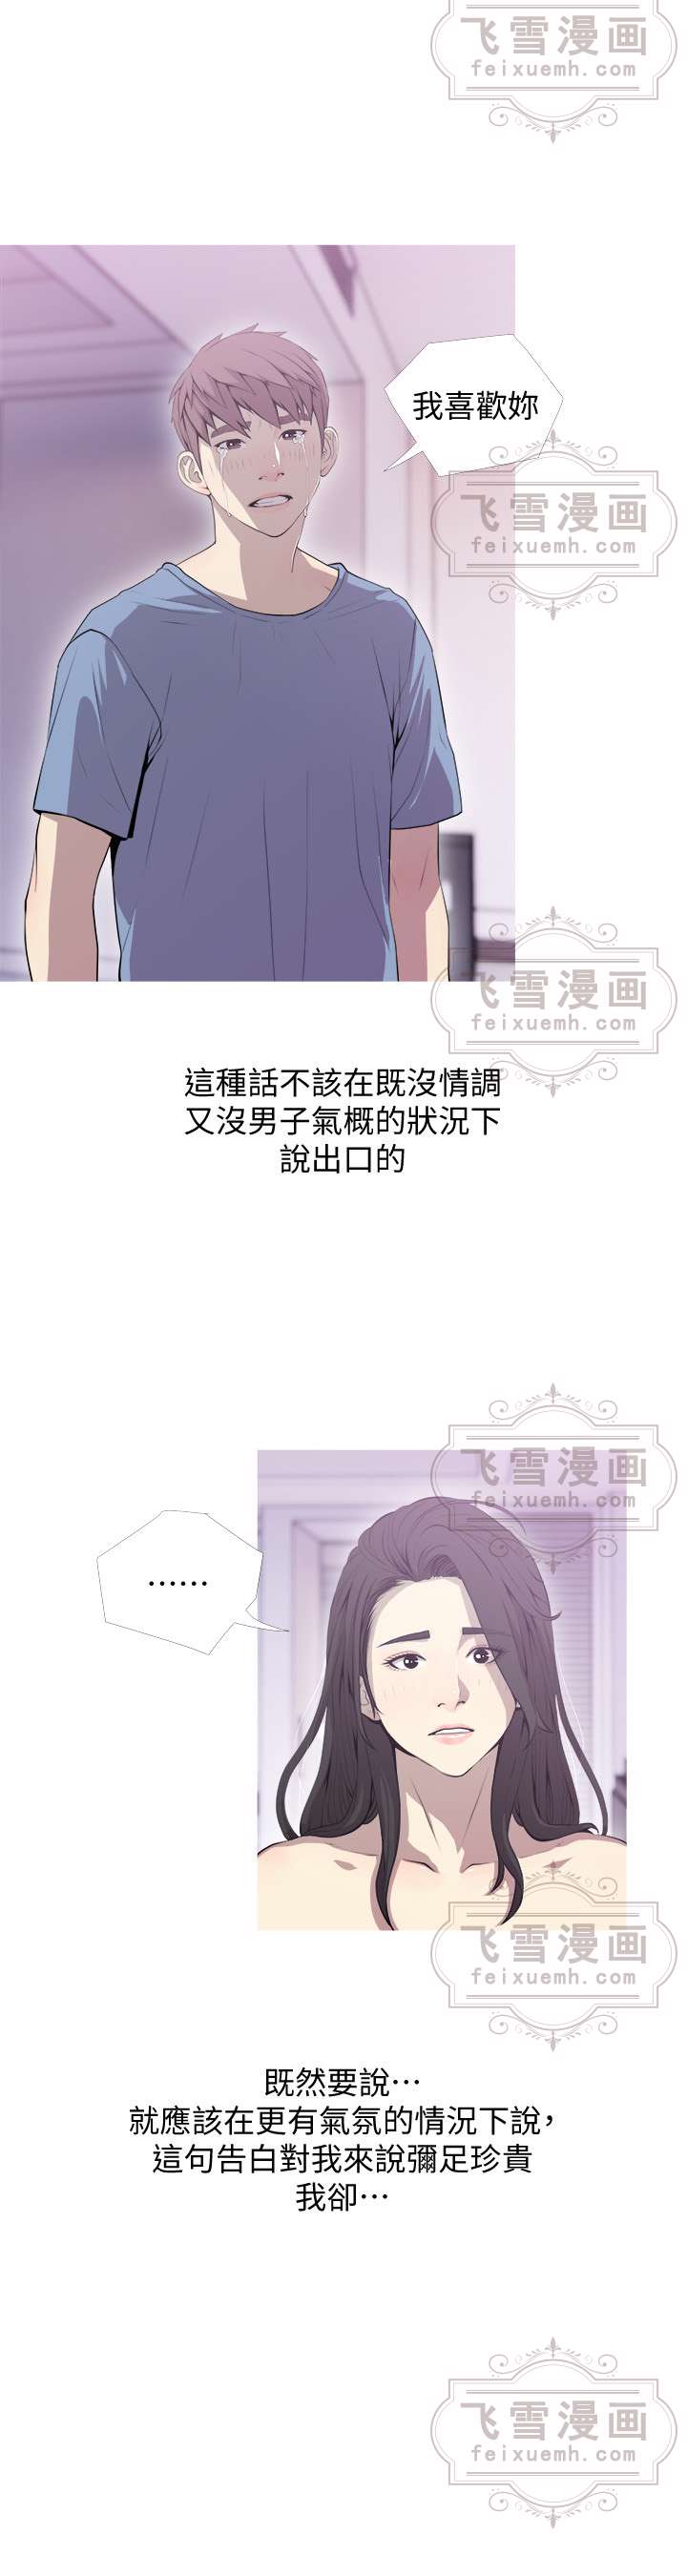 飞雪漫画
feixuemh.com
我喜歡妳
飞雪漫画
feixuemh.com
飞雪漫画
feixuemh.com
這種話不該在既沒情調
又沒男子氣概的狀況下
說出口的
飞雪漫画
feixuemh.com
……
飞雪漫画
feixuemh.com
既然要說…
就應該在更有氣氛的情況下說，
這句告白對我來說彌足珍貴
我卻…
飞雪漫画
feixuemh.com